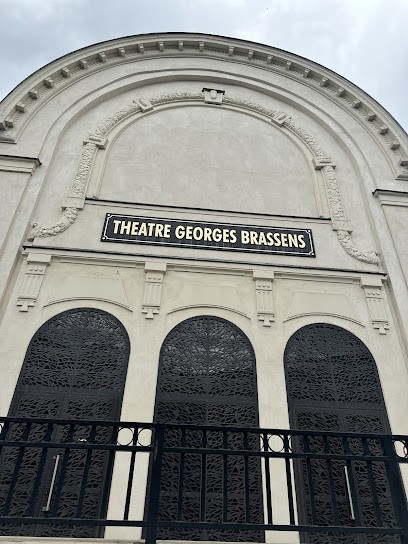 THEATRE GEORGES BRASSENS